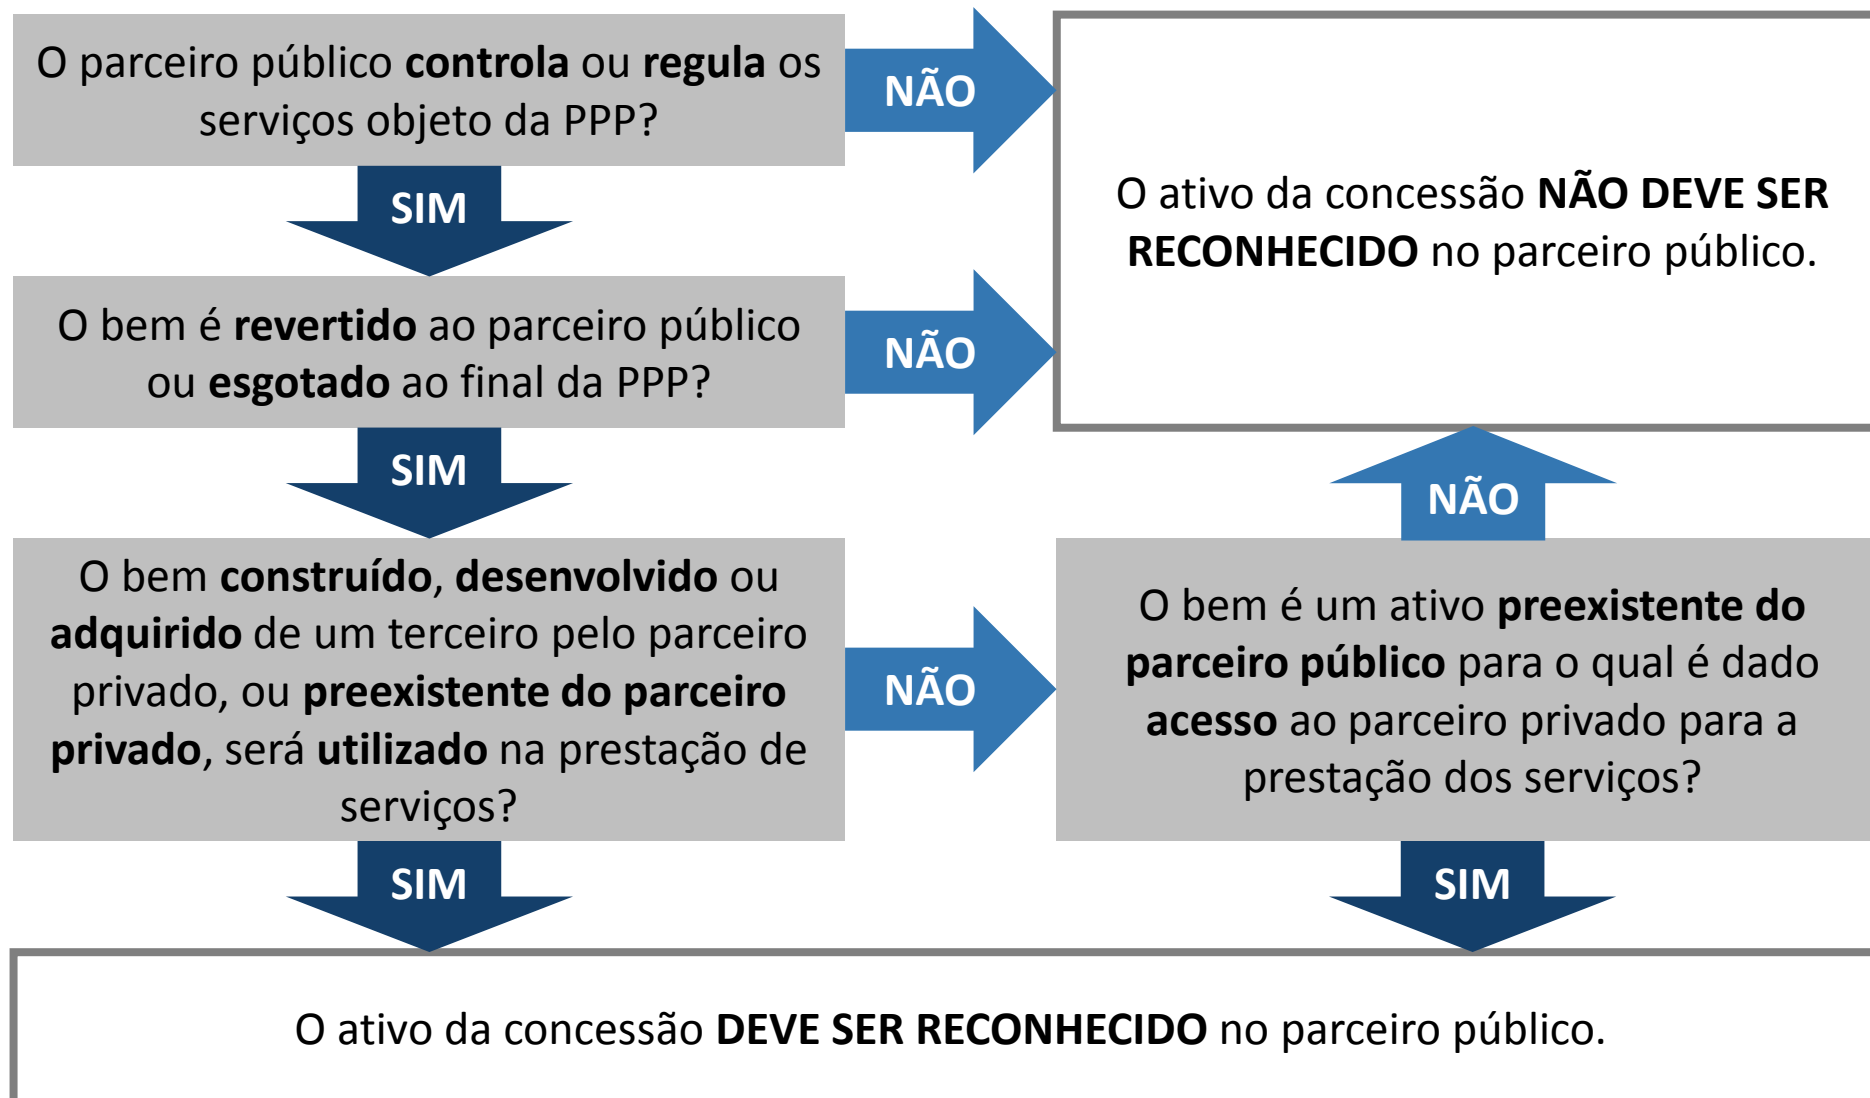 O parceiro público controla ou regula os
serviços objeto da PPP?
NÃO
SIM
O ativo da concessão NÃO DEVE SER
RECONHECIDO no parceiro público.
O bem é revertido ao parceiro público
ou esgotado ao final da PPP?
NÃO
SIM
O bem construído, desenvolvido ou
adquirido de um terceiro pelo parceiro
privado, ou preexistente do parceiro
privado, será utilizado na prestação de
serviços?
NÃO
NÃO
O bem é um ativo preexistente do
parceiro público para o qual é dado
acesso ao parceiro privado para a
prestação dos serviços?
SIM
SIM
O ativo da concessão DEVE SER RECONHECIDO no parceiro público.